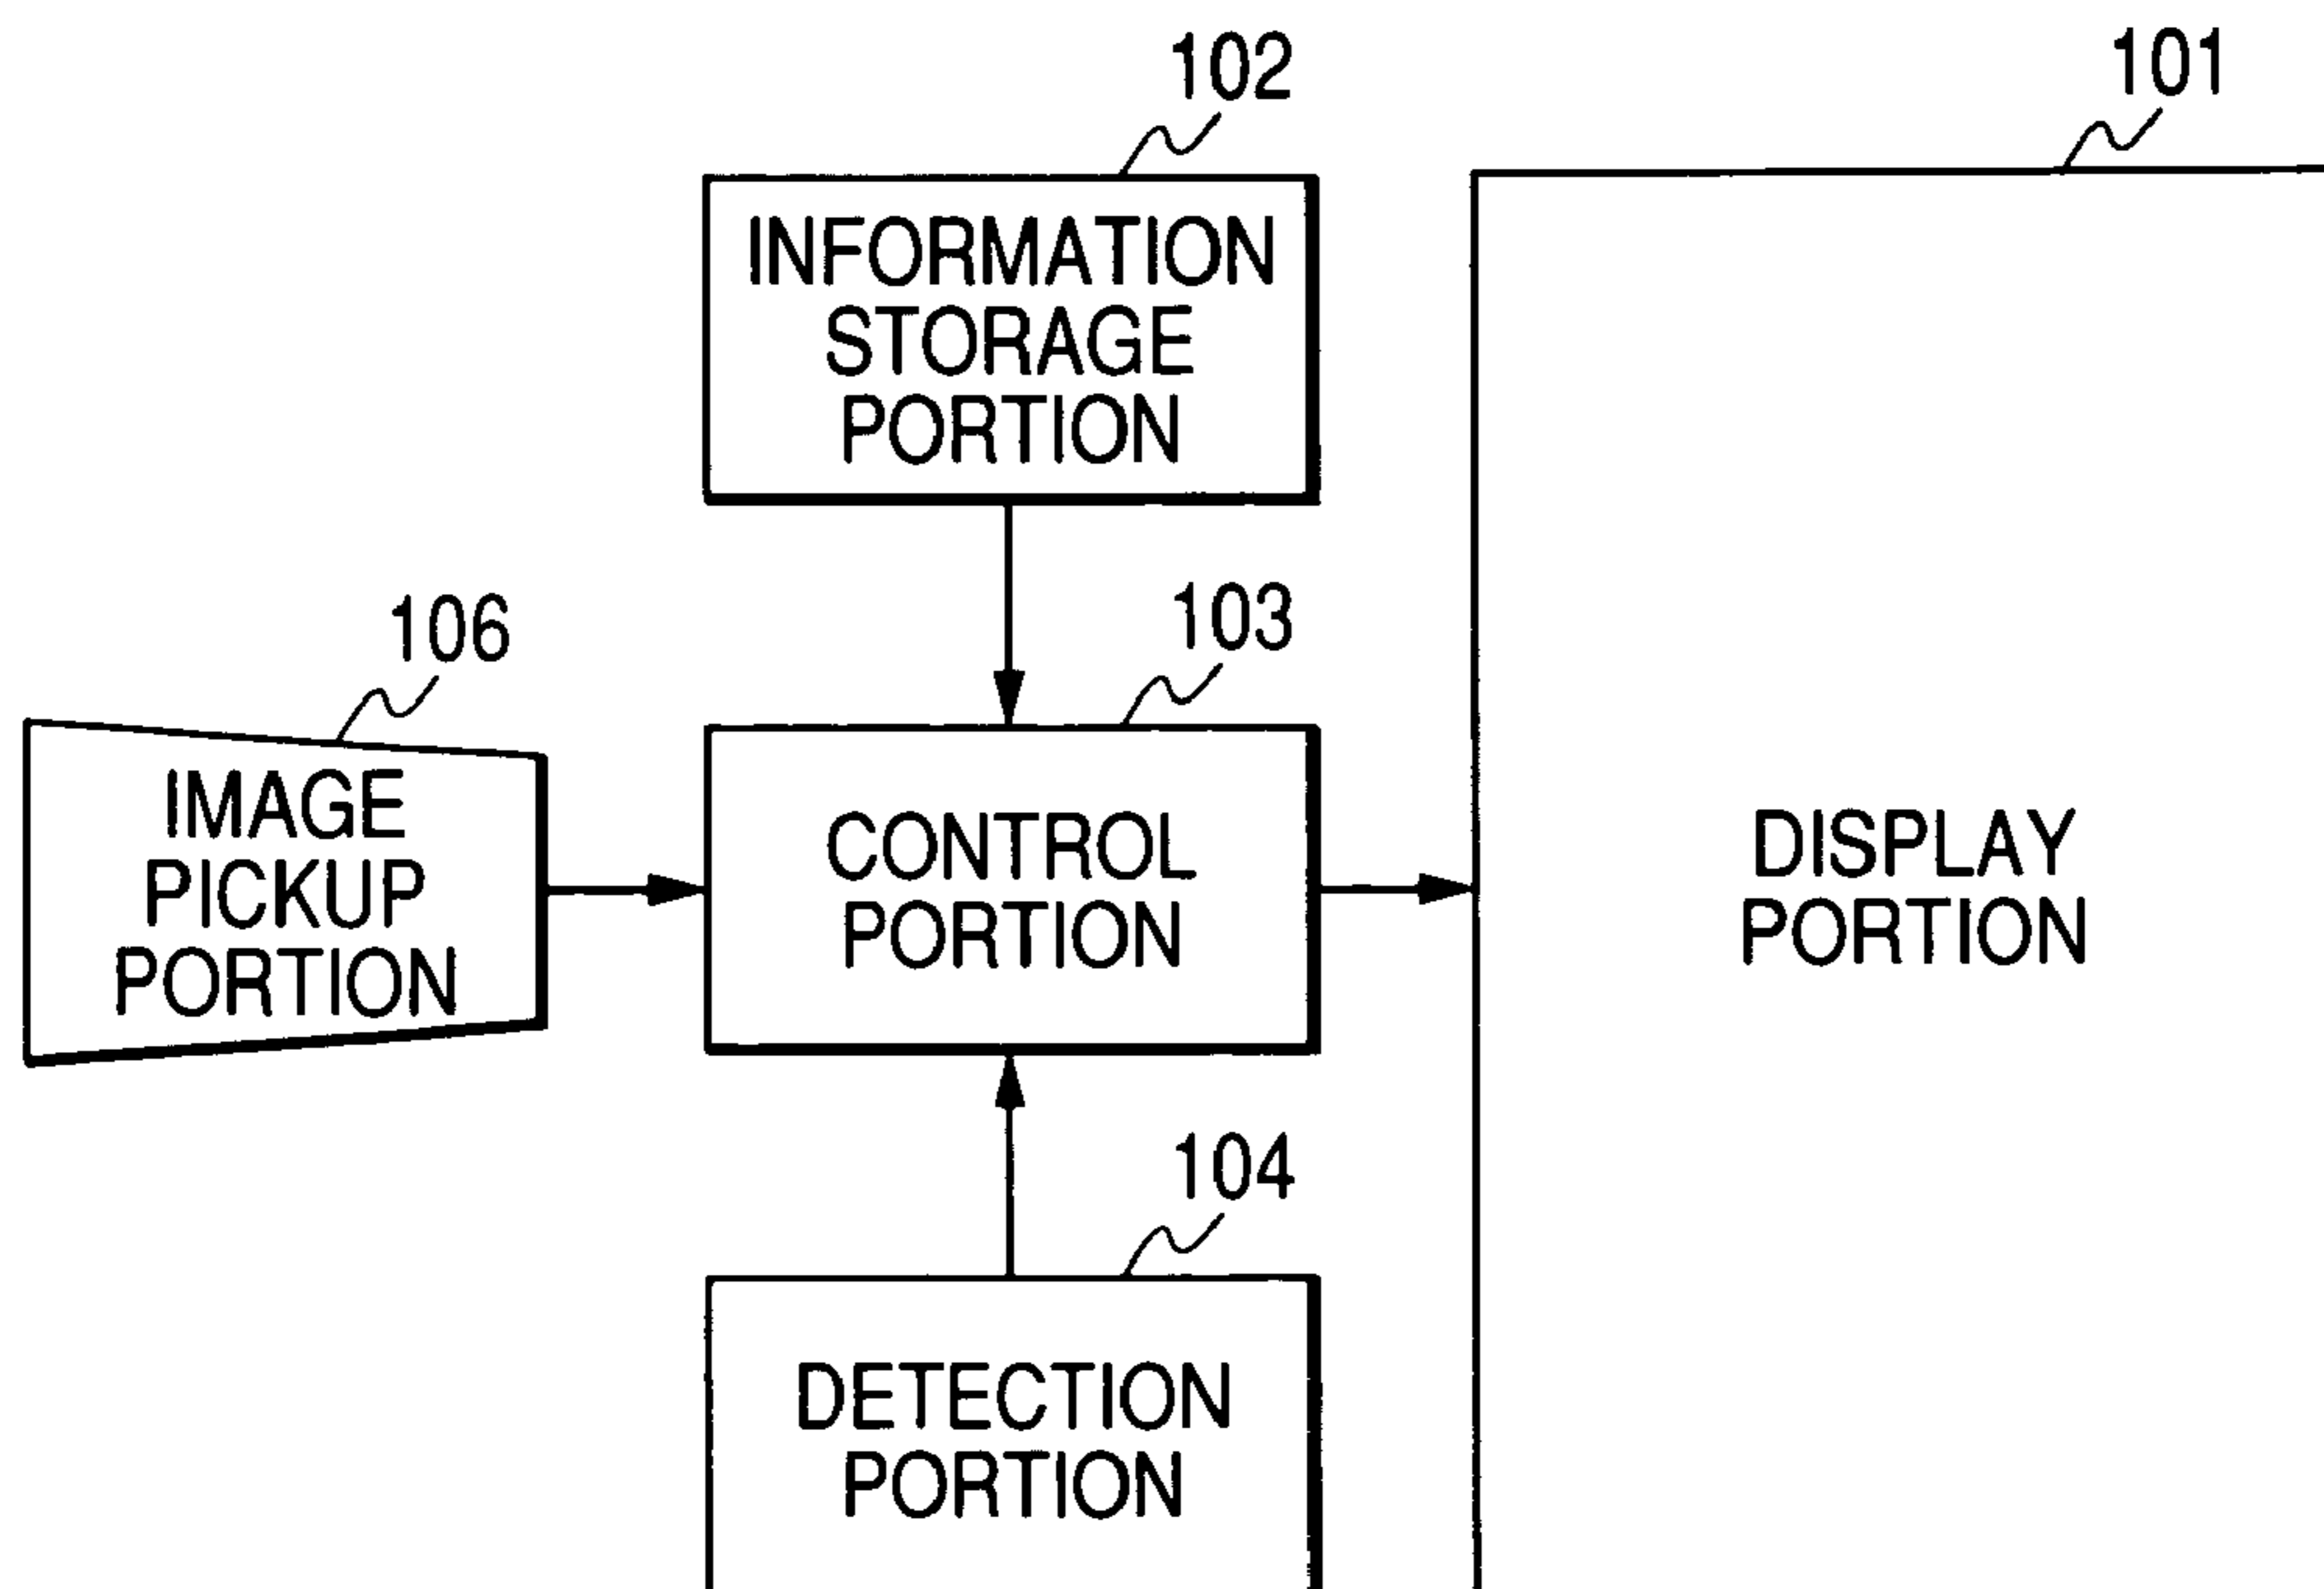 102
101
INFORMATION
STORAGE
PORTION
106
103
IMAGE
PICKUP
PORTION
CONTROL
PORTION
DISPLAY
PORTION
104
DETECTION
PORTION